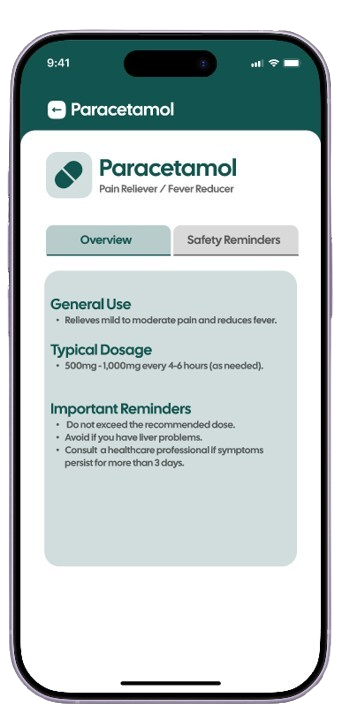 9:41
Paracetamol
Paracetamol
Pain Reliever / Fever Reducer
Overview
Safety Reminders
General Use
• Relieves mild to moderate pain and reduces fever.
Typical Dosage
• 500mg -1,000mg every 4-6 hours (as needed).
Important Reminders
• Do not exceed the recommended dose.
• Avoid if you have liver problems.
• Consult a healthcare professional if symptoms
persist for more than 3 days.